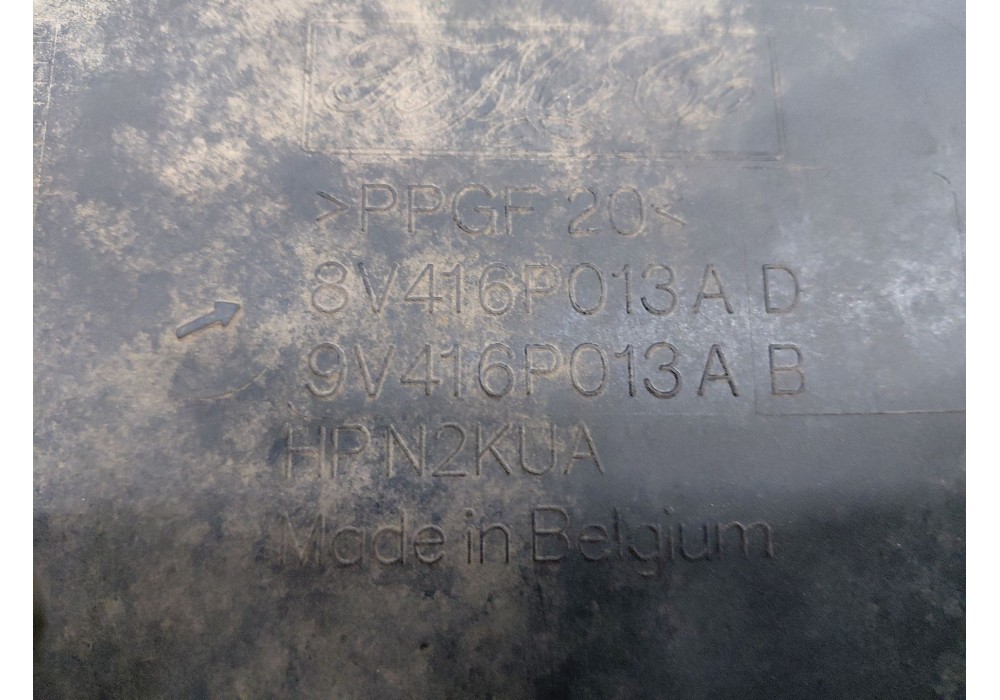 >PPGF 20<
8V416P013A D
9V416P013A B
HPN2KUA
Made in Belgium